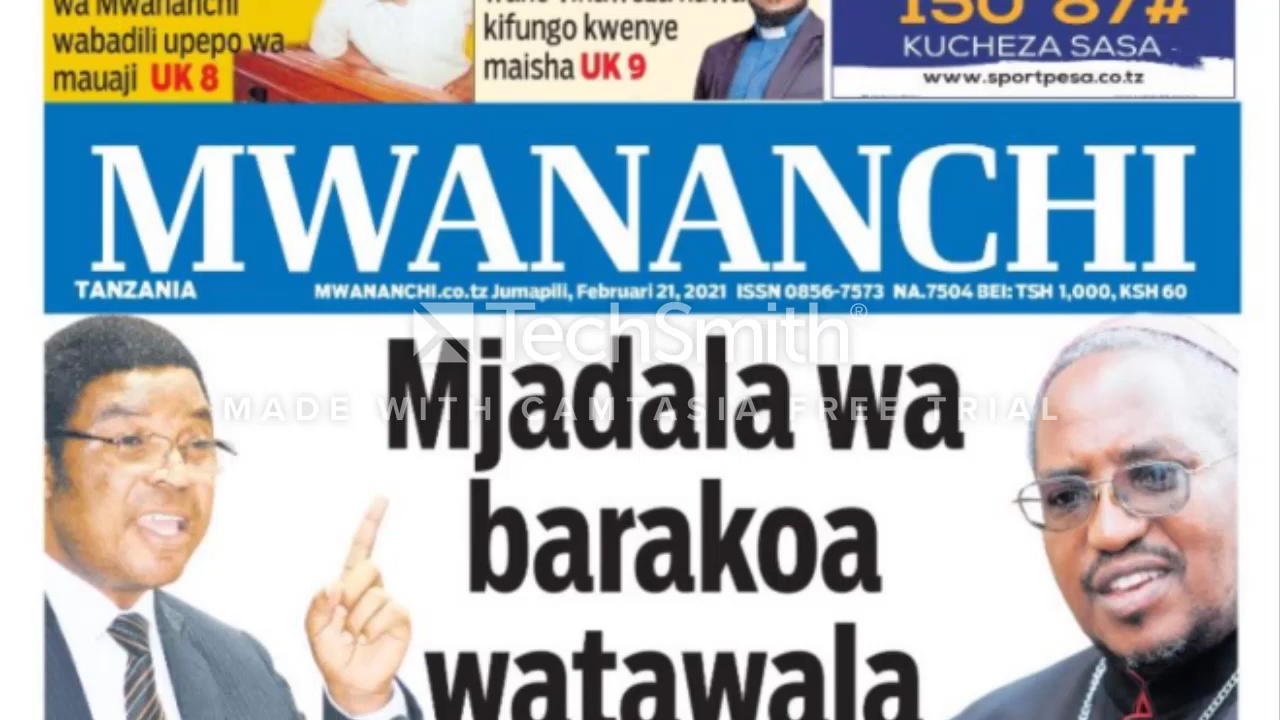 wa Mwananchi
wabadili upepo wa
mauaji UK 8
kifungo kwenye
maisha UK 9
150*87#
KUCHEZA SASA
www.sportpesa.co.tz
MWANANCHI
TANZANIA
MWANANCHI.co.tz Jumapili, Februari 21, 2021 ISSN 0856-7573 NA.7504 BEI: TSH 1,000, KSH 60
TechSmith®
MADE WITH CAMTASIA FREE TRIAL
Mjadala wa
barakoa
watawala